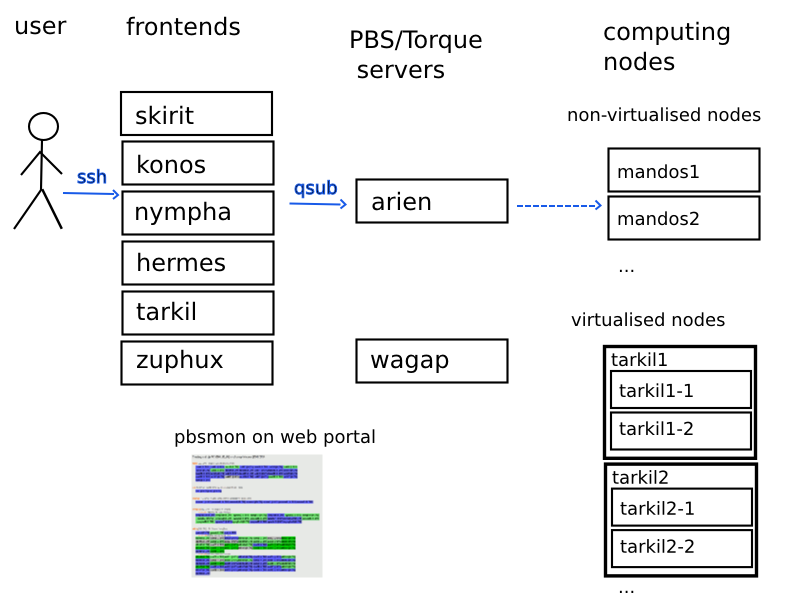 user
frontends
PBS/Torque
servers
computing
nodes
non-virtualised nodes
skirit
konos
nympha
hermes
tarkil
zuphux
ssh
qsub
arien
wagap
mandos1
mandos2
...
virtualised nodes
tarkil1
tarkil1-1
tarkil1-2
tarkil2
tarkil2-1
tarkil2-2
...
pbsmon on web portal